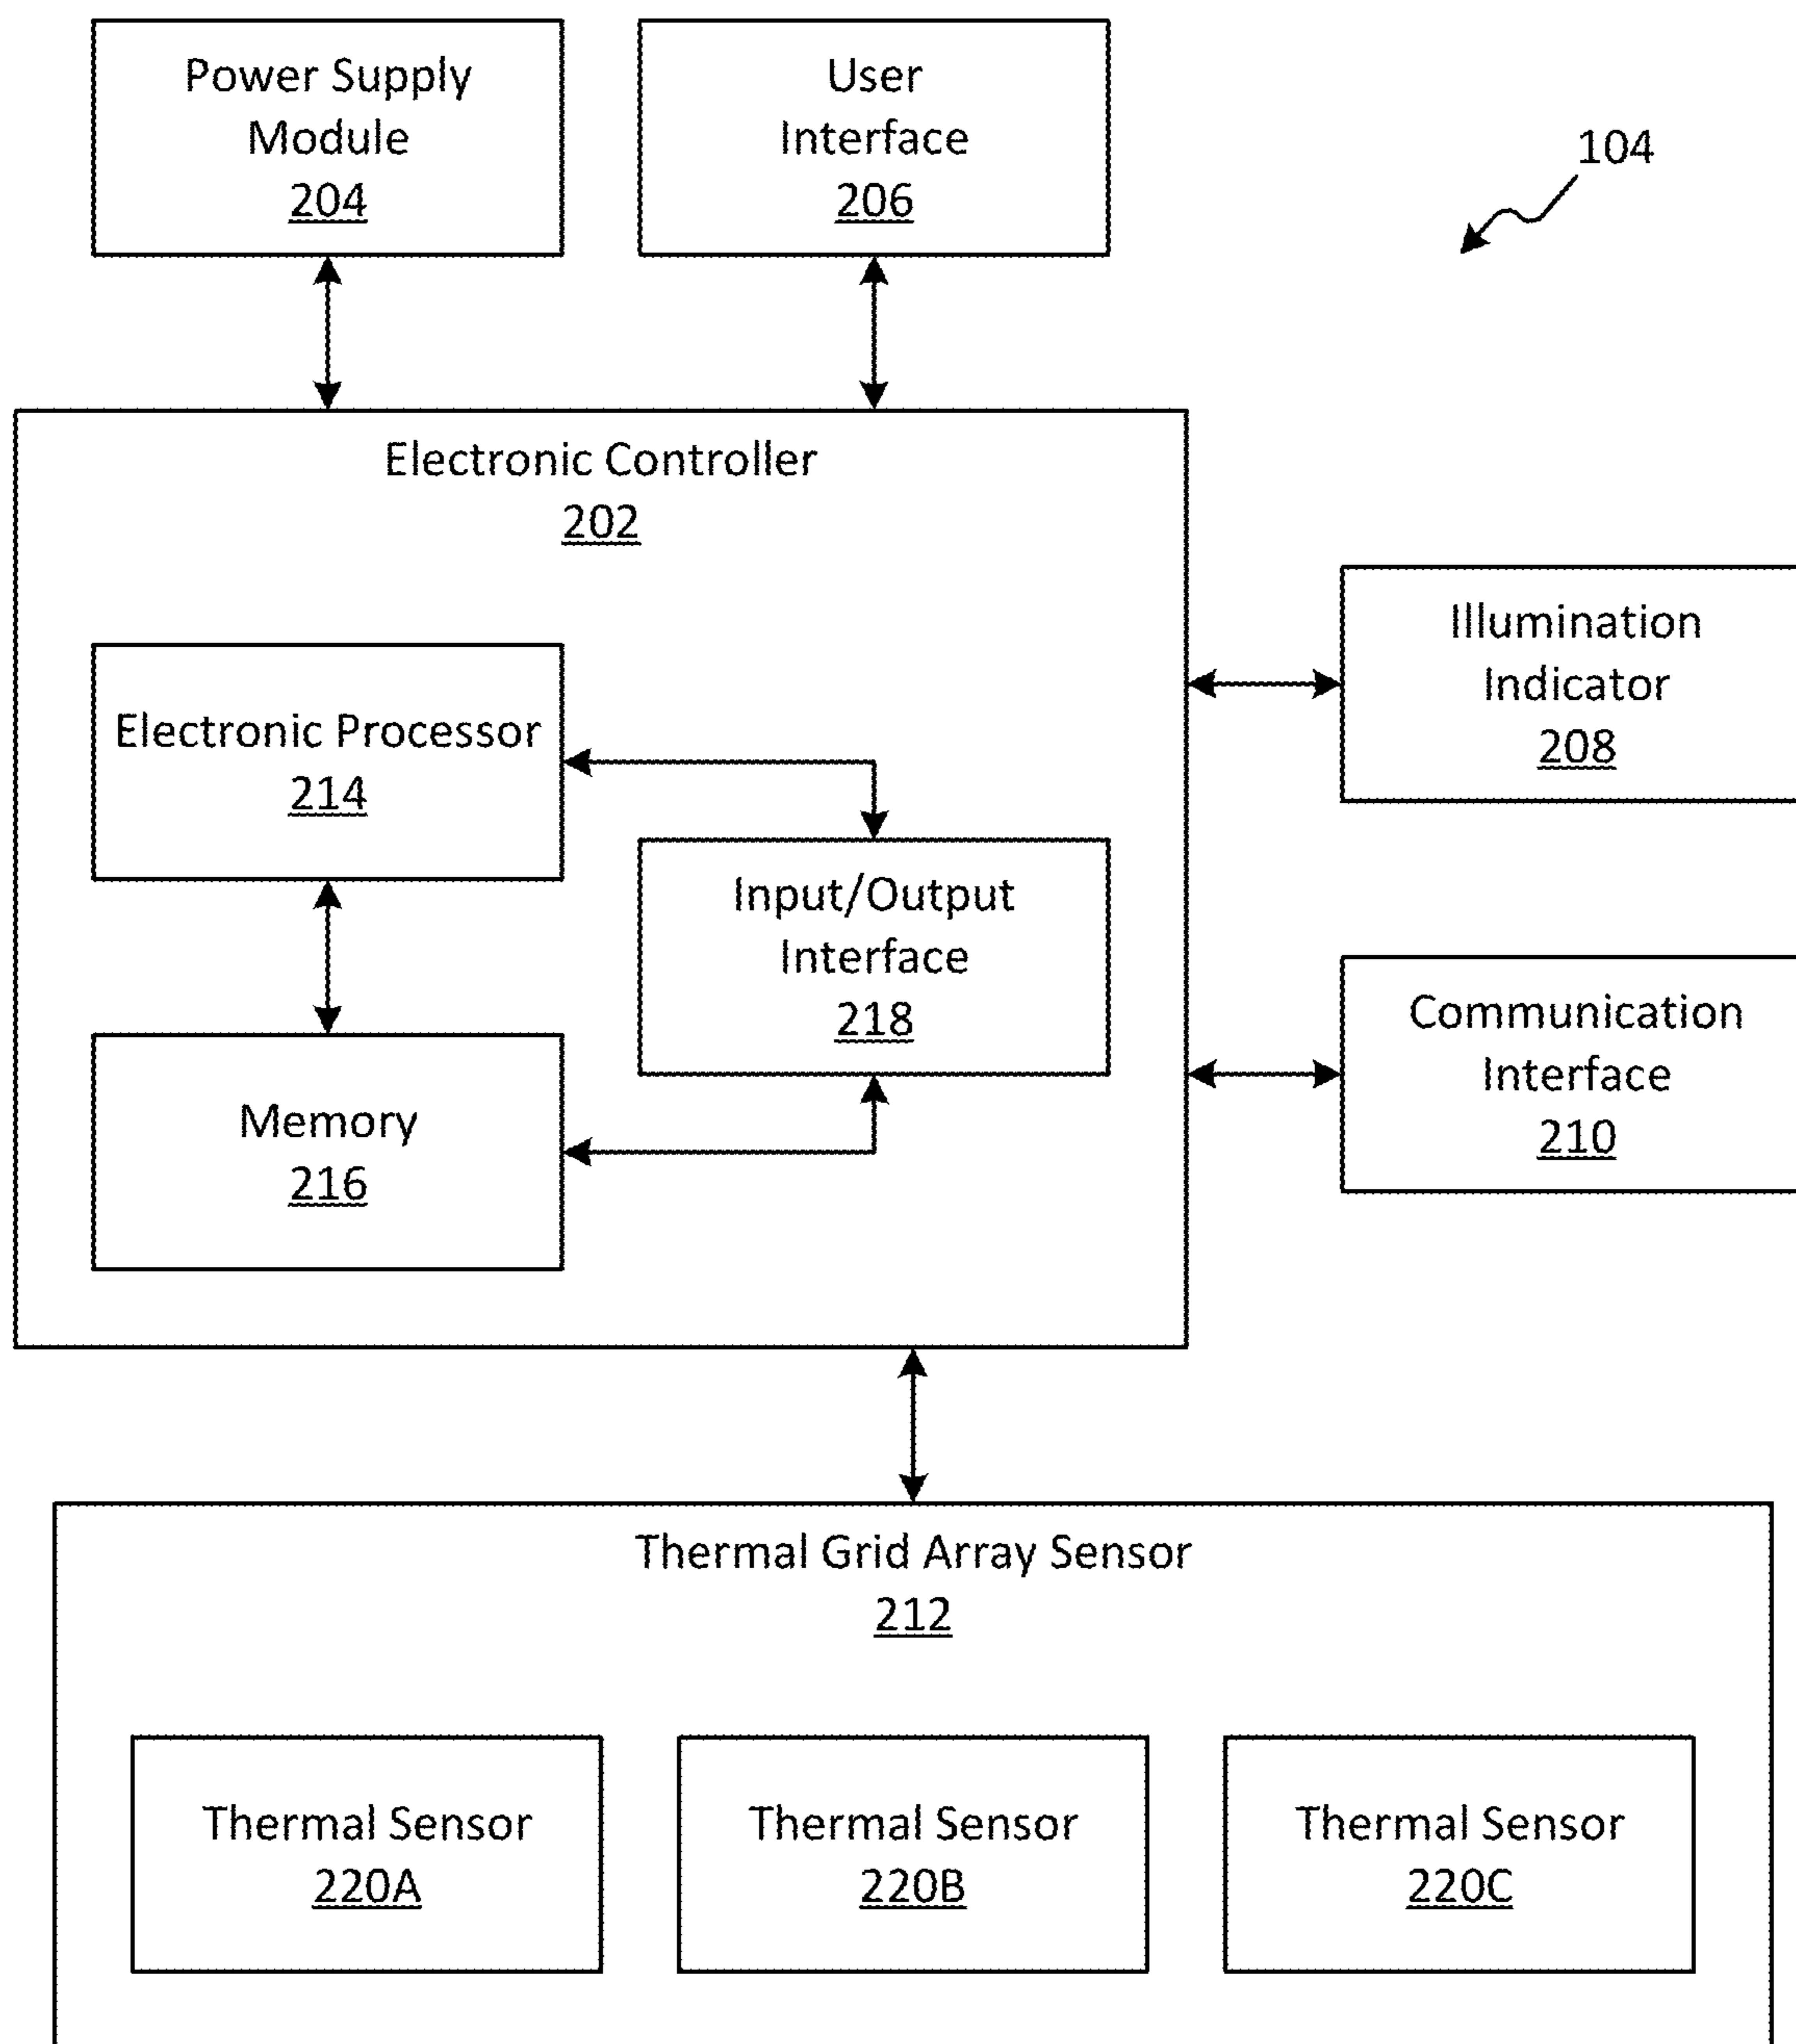 Power Supply
Module
204
User
Interface
206
104
Electronic Controller
202
Illumination
Indicator
208
Electronic Processor
214
Input/Output
Interface
218
Communication
Interface
210
Memory
216
Thermal Grid Array Sensor
212
Thermal Sensor
220A
Thermal Sensor
220B
Thermal Sensor
220C